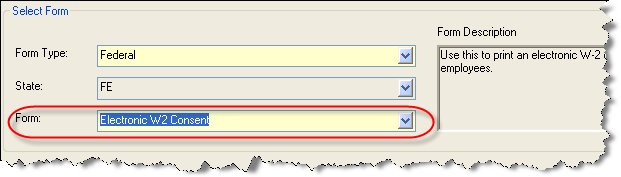 Select Form
Form Type: Federal
State: FE
Form: Electronic W2 Consent
Form Description
Use this to print an electronic W-2
employees.